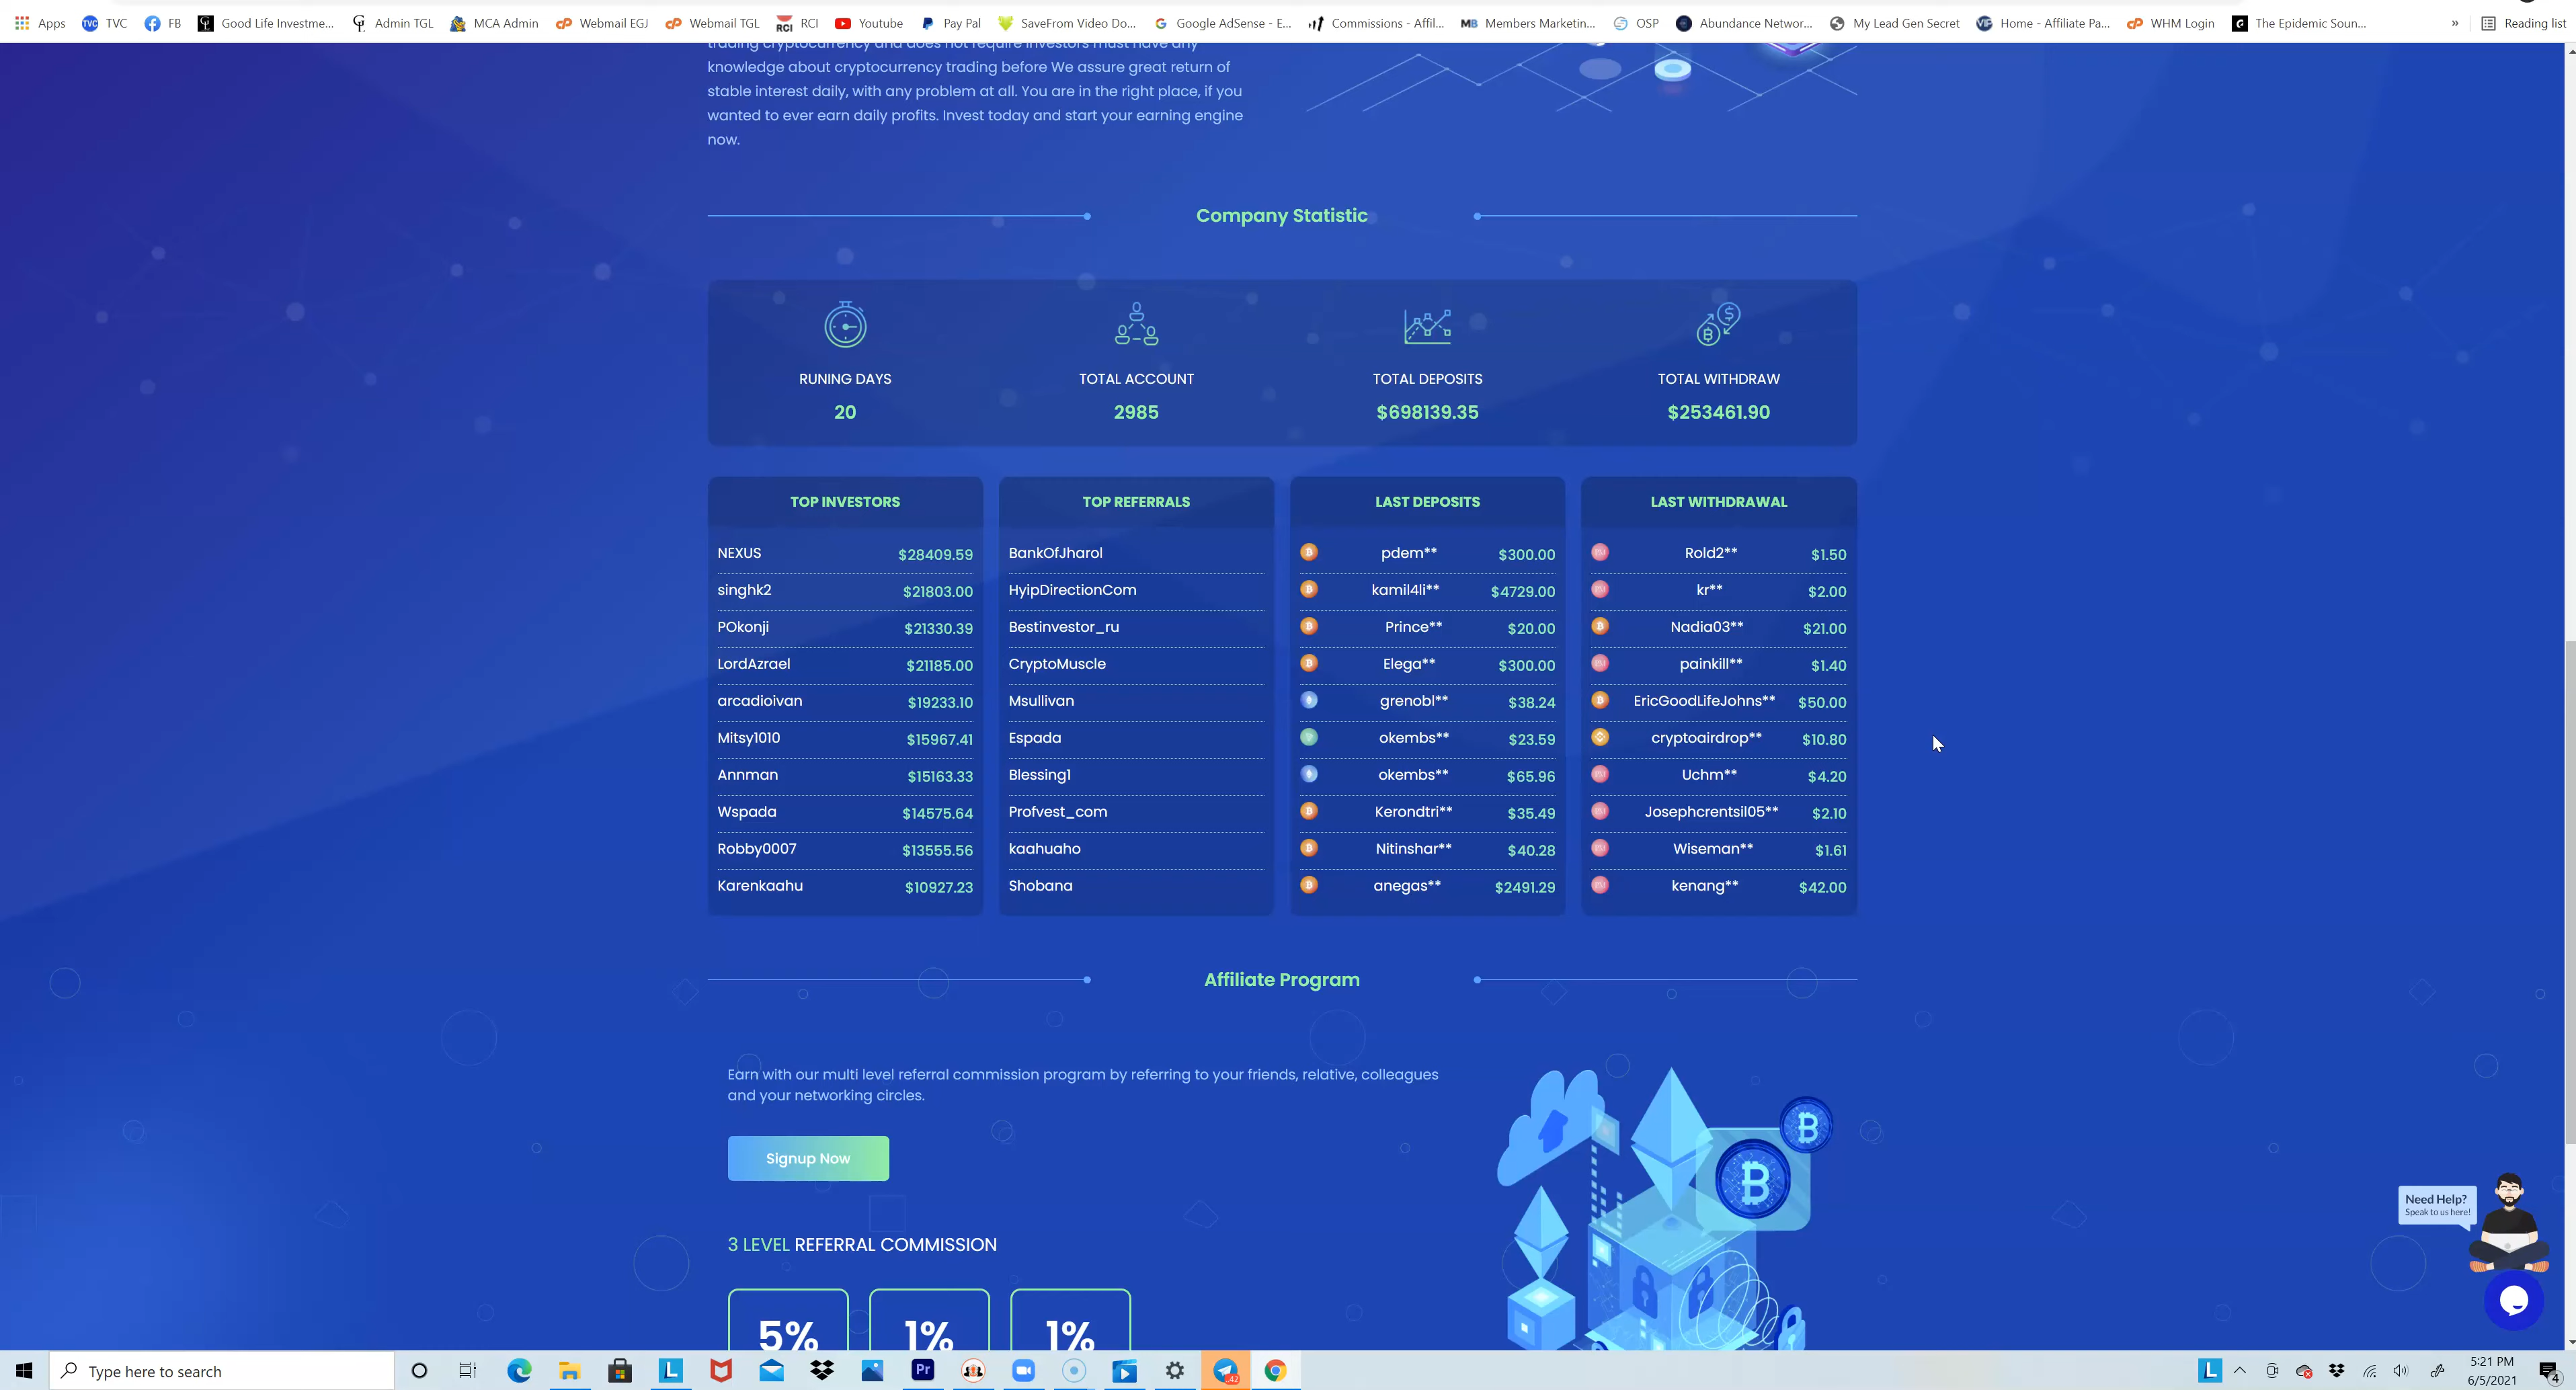 Apps TVC FB Good Life Investme... Admin TGL MCA Admin Webmail EGJ Webmail TGL RCI Youtube Pay Pal SaveFrom Video Do... Google AdSense - E... Commissions - Affil... Members Marketin... OSP Abundance Networ... My Lead Gen Secret Home - Affiliate Pa... WHM Login The Epidemic Soun... » Reading list
trading cryptocurrency and does not require investors must have any
knowledge about cryptocurrency trading before We assure great return of
stable interest daily, with any problem at all. You are in the right place, if you
wanted to ever earn daily profits. Invest today and start your earning engine
now.
Company Statistic
RUNING DAYS TOTAL ACCOUNT TOTAL DEPOSITS TOTAL WITHDRAW
20 2985 $698139.35 $253461.90
TOP INVESTORS TOP REFERRALS LAST DEPOSITS LAST WITHDRAWAL
NEXUS $28409.59 BankOfJharol pdem** $300.00 Rold2** $1.50
singhk2 $21803.00 HyipDirectionCom kamil4li** $4729.00 kr** $2.00
POkonji $21330.39 Bestinvestor_ru Prince** $20.00 Nadia03** $21.00
LordAzrael $21185.00 CryptoMuscle Elega** $300.00 painkill** $1.40
arcadioivan $19233.10 Msullivan grenobl** $38.24 EricGoodLifeJohns** $50.00
Mitsy1010 $15967.41 Espada okembs** $23.59 cryptoairdrop** $10.80
Annman $15163.33 Blessing1 okembs** $65.96 Uchm** $4.20
Wspada $14575.64 Profvest_com Kerondtri** $35.49 Josephcrentsil05** $2.10
Robby0007 $13555.56 kaahuaho Nitinshar** $40.28 Wiseman** $1.61
Karenkaahu $10927.23 Shobana anegas** $2491.29 kenang** $42.00
Affiliate Program
Earn with our multi level referral commission program by referring to your friends, relative, colleagues
and your networking circles.
Signup Now
Need Help?
Speak to us here!
3 LEVEL REFERRAL COMMISSION
5% 1% 1%
Type here to search
5:21 PM
6/5/2021